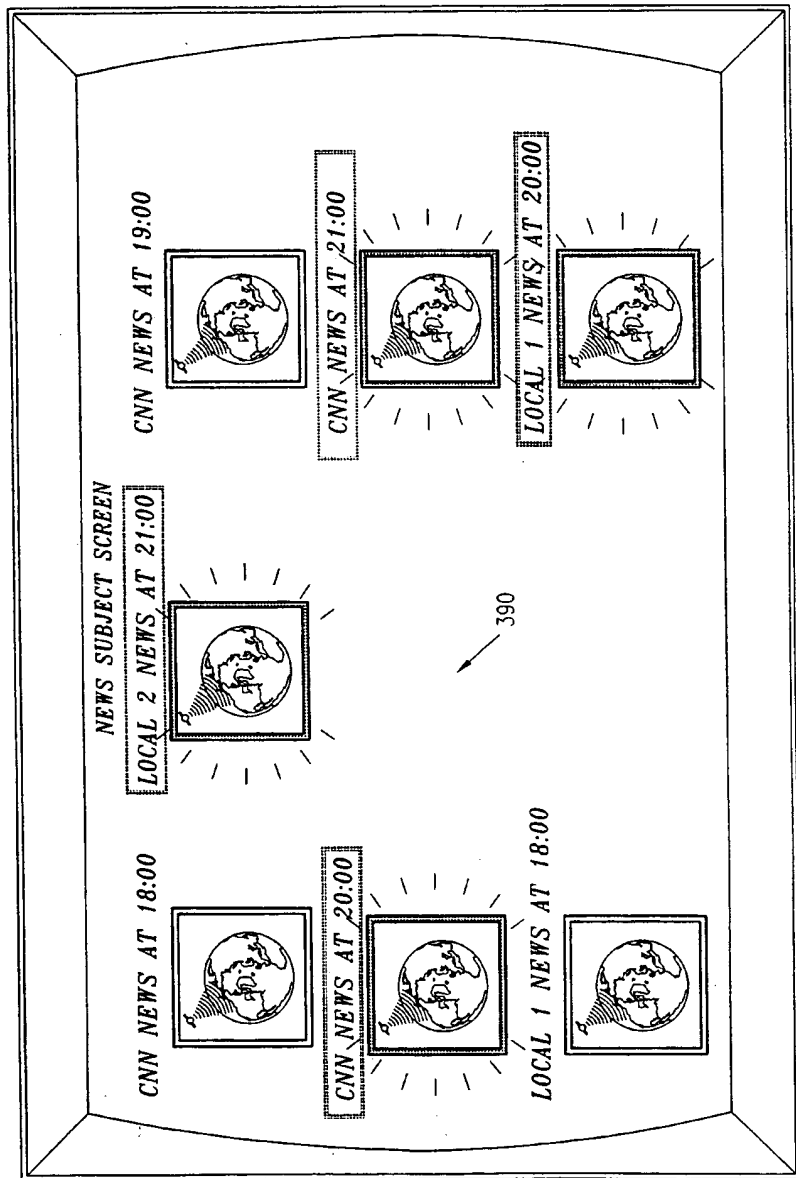 NEWS SUBJECT SCREEN
CNN NEWS AT 18:00
LOCAL 2 NEWS AT 21:00
CNN NEWS AT 19:00
CNN NEWS AT 20:00
CNN NEWS AT 21:00
390
LOCAL 1 NEWS AT 18:00
LOCAL 1 NEWS AT 20:00